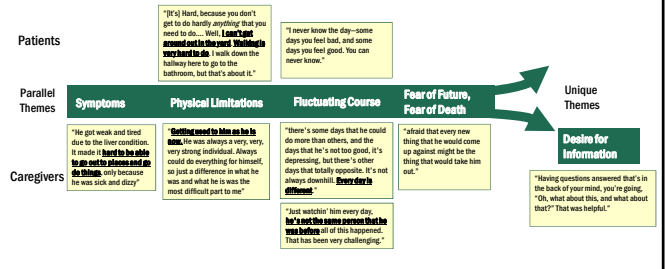 Patients
"[It's] Hard, because you don't
get to do hardly anything that you
need to do.... Well, I can't get
around out in the yard. Walking is
very hard to do. I walk down the
hallway here to go to the
bathroom, but that's about it."
"I never know the day—some
days you feel bad, and some
days you feel good. You can
never know."
Parallel
Themes
Symptoms
Physical Limitations
Fluctuating Course
Fear of Future,
Fear of Death
Unique
Themes
Desire for
Information
Caregivers
"He got weak and tired
due to the liver condition.
It made it hard to be able
to go out to places and go
do things, only because
he was sick and dizzy"
"Getting used to him as he is
now. He was always a very, very,
very strong individual. Always
could do everything for himself,
so just a difference in what he
was and what he is was the
most difficult part to me"
"there's some days that he could
do more than others, and the
days that he's not too good, it's
depressing, but there's other
days that totally opposite. It's not
always downhill. Every day is
different."
"Just watchin' him every day,
he's not the same person that he
was before all of this happened.
That has been very challenging."
"afraid that every new
thing that he would come
up against might be the
thing that would take him
out."
"Having questions answered that's in
the back of your mind, you're going,
"Oh, what about this, and what about
that?" That was helpful."